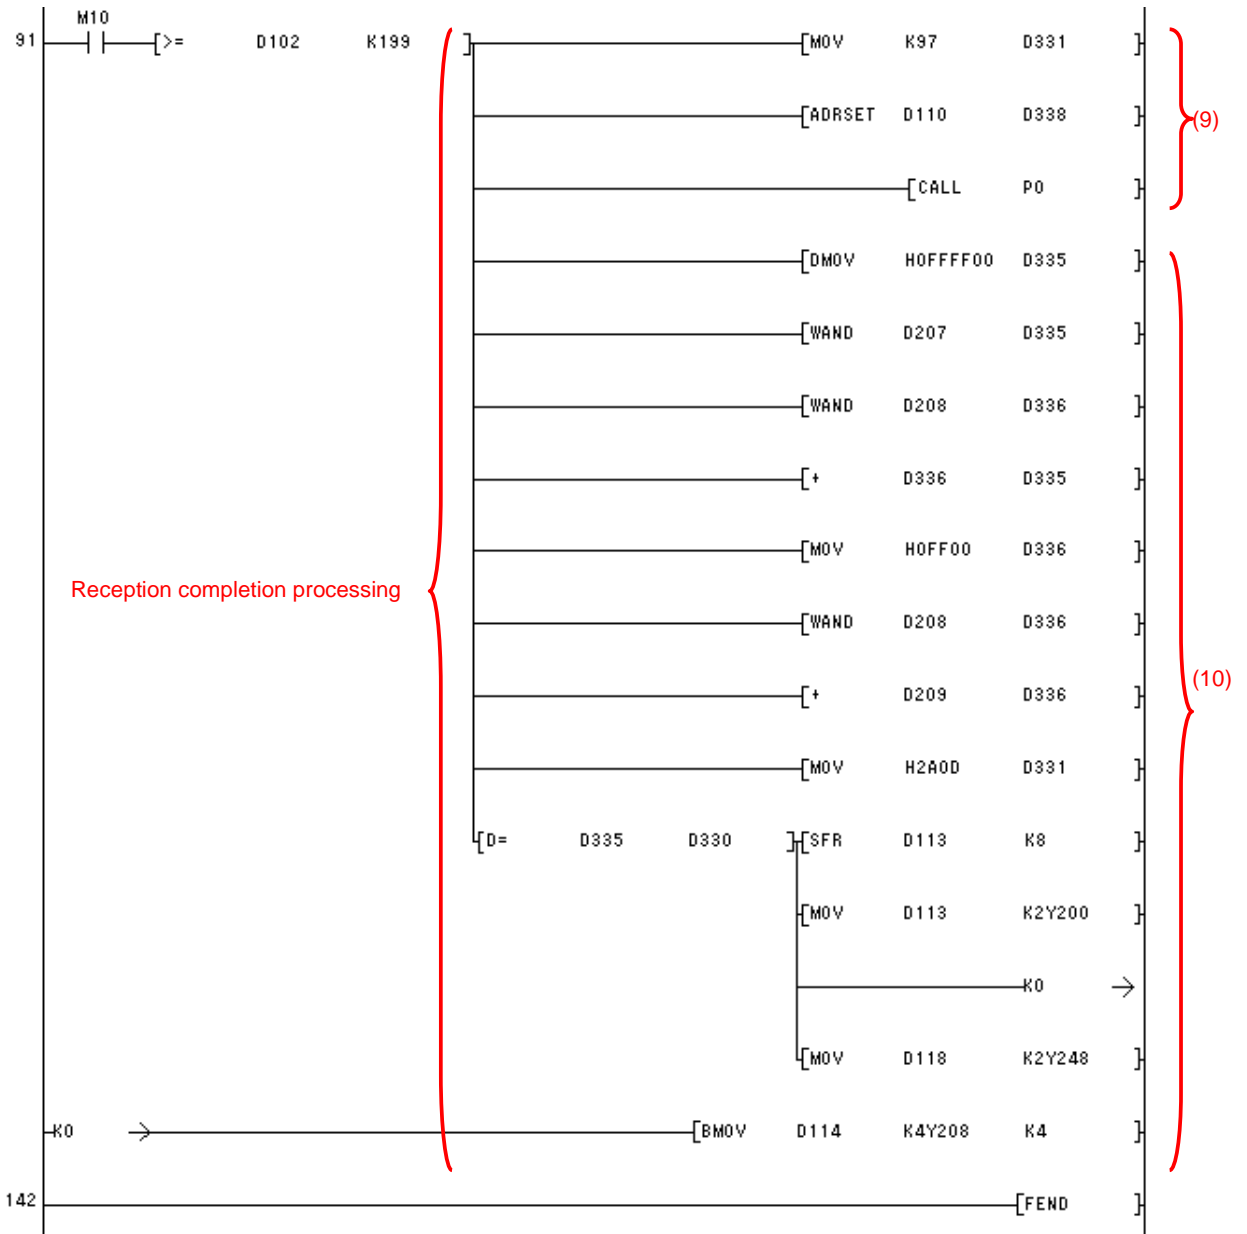 M10
91 [>= D102 K199 ] [MOV K97 D331 ]
[ADRSET D110 D338 ]
(9)
[CALL P0 ]
[DMOV H0FFFF00 D335 ]
[WAND D207 D335 ]
[WAND D208 D336 ]
[+ D336 D335 ]
[MOV H0FF00 D336 ]
Reception completion processing
[WAND D208 D336 ]
(10)
[+ D209 D336 ]
[MOV H2A0D D331 ]
[D= D335 D330 ] [SFR D113 K8 ]
[MOV D113 K2Y200 ]
K0
[MOV D118 K2Y248 ]
K0 [BMOV D114 K4Y208 K4 ]
142 [FEND ]